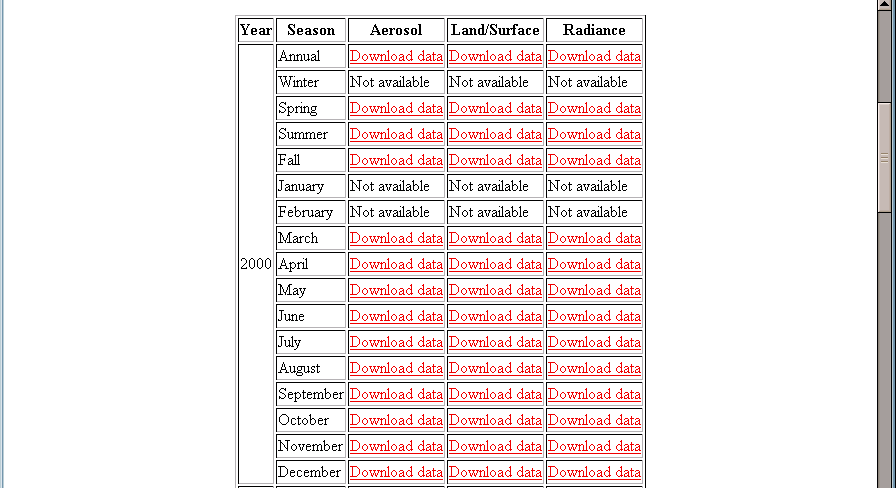 Year Season Aerosol Land/Surface Radiance
Annual Download data Download data Download data
Winter Not available Not available Not available
Spring Download data Download data Download data
Summer Download data Download data Download data
Fall Download data Download data Download data
January Not available Not available Not available
February Not available Not available Not available
March Download data Download data Download data
2000 April Download data Download data Download data
May Download data Download data Download data
June Download data Download data Download data
July Download data Download data Download data
August Download data Download data Download data
September Download data Download data Download data
October Download data Download data Download data
November Download data Download data Download data
December Download data Download data Download data